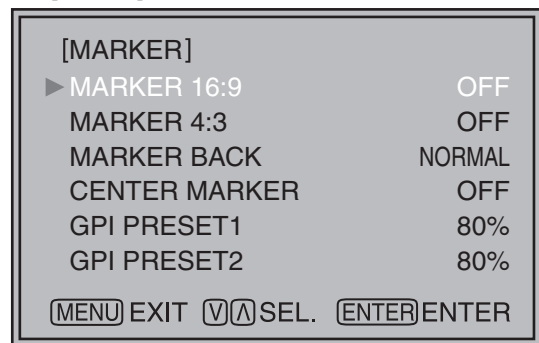 [MARKER]
MARKER 16:9 OFF
MARKER 4:3 OFF
MARKER BACK NORMAL
CENTER MARKER OFF
GPI PRESET1 80%
GPI PRESET2 80%
MENU EXIT V Λ SEL. ENTER ENTER